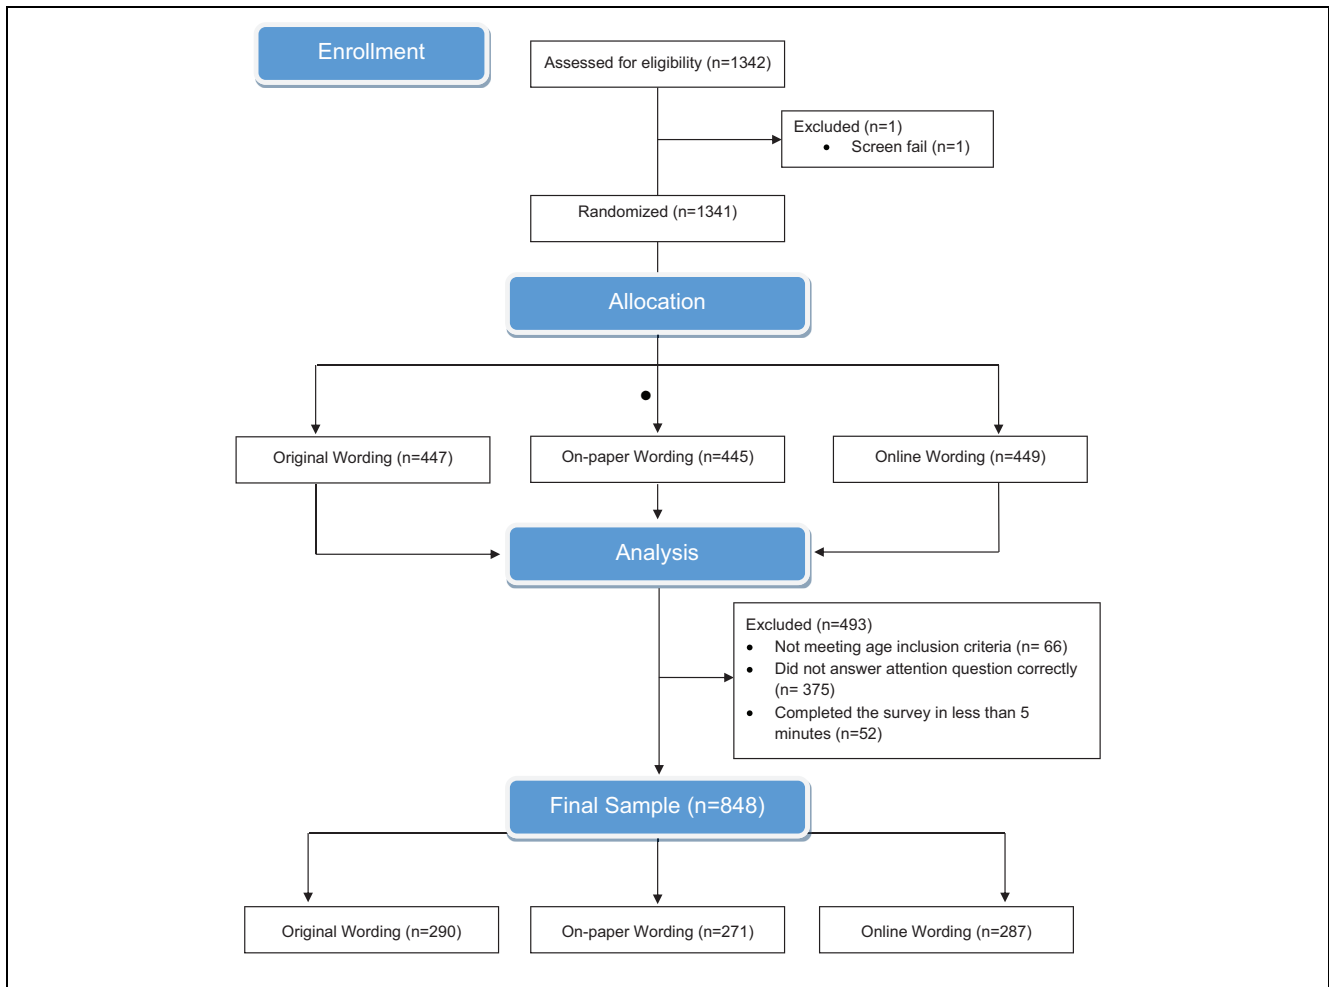 Enrollment
Assessed for eligibility (n=1342)
Excluded (n=1)
• Screen fail (n=1)
Randomized (n=1341)
Allocation
•
Original Wording (n=447)
On-paper Wording (n=445)
Online Wording (n=449)
Analysis
Excluded (n=493)
• Not meeting age inclusion criteria (n= 66)
• Did not answer attention question correctly
(n= 375)
• Completed the survey in less than 5
minutes (n=52)
Final Sample (n=848)
Original Wording (n=290)
On-paper Wording (n=271)
Online Wording (n=287)